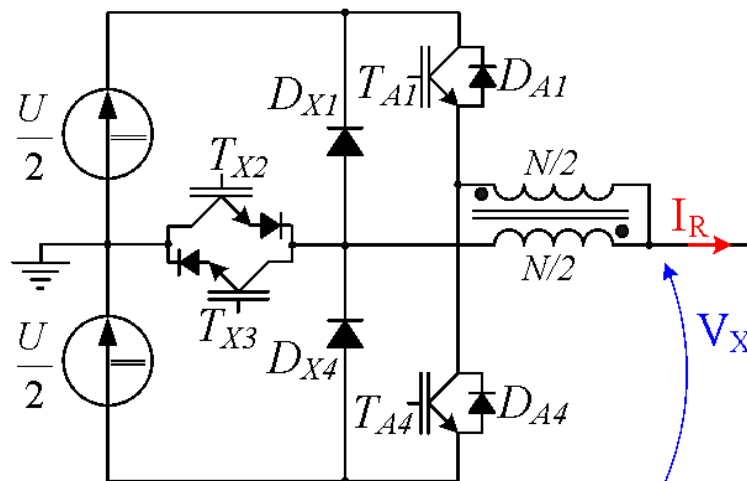 U
2
D_X1
T_A1
D_A1
T_X2
N/2
I_R
N/2
T_X3
V_X
U
2
D_X4
T_A4
D_A4